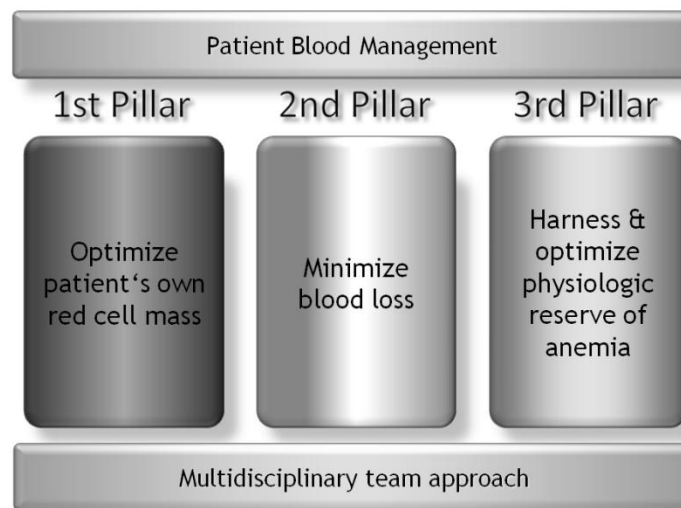 Patient Blood Management
1st Pillar
2nd Pillar
3rd Pillar
Optimize
patient‘s own
red cell mass
Minimize
blood loss
Harness &
optimize
physiologic
reserve of
anemia
Multidisciplinary team approach